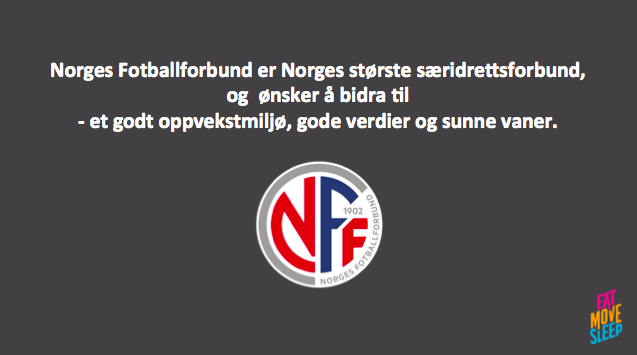 Norges Fotballforbund er Norges største særidrettsforbund,
og ønsker å bidra til
- et godt oppvekstmiljø, gode verdier og sunne vaner.
1902
NFF
NORGES FOTBALLFORBUND
EAT
MOVE
SLEEP